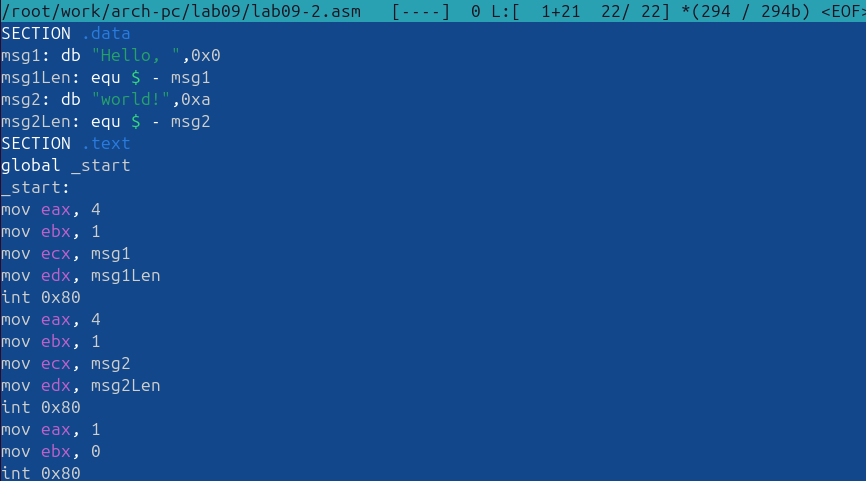 /root/work/arch-pc/lab09/lab09-2.asm   [----]  0 L:[  1+21  22/ 22] *(294 / 294b) <EOF>
SECTION .data
msg1: db "Hello, ",0x0
msg1Len: equ $ - msg1
msg2: db "world!",0xa
msg2Len: equ $ - msg2
SECTION .text
global _start
_start:
mov eax, 4
mov ebx, 1
mov ecx, msg1
mov edx, msg1Len
int 0x80
mov eax, 4
mov ebx, 1
mov ecx, msg2
mov edx, msg2Len
int 0x80
mov eax, 1
mov ebx, 0
int 0x80